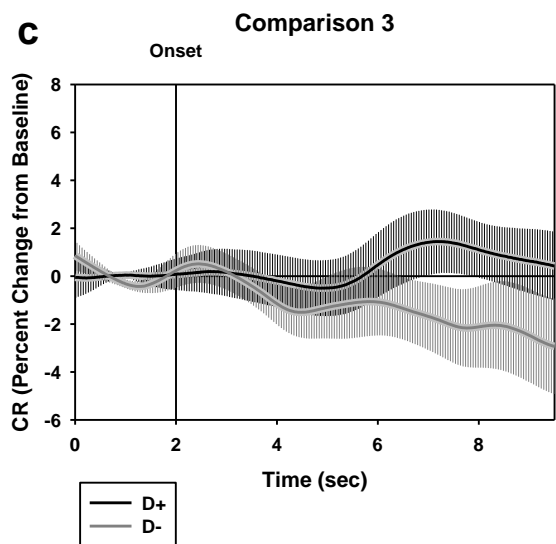 c
Comparison 3
Onset
8
6
4
2
0
-2
-4
-6
CR (Percent Change from Baseline)
0 2 4 6 8
Time (sec)
D+
D-